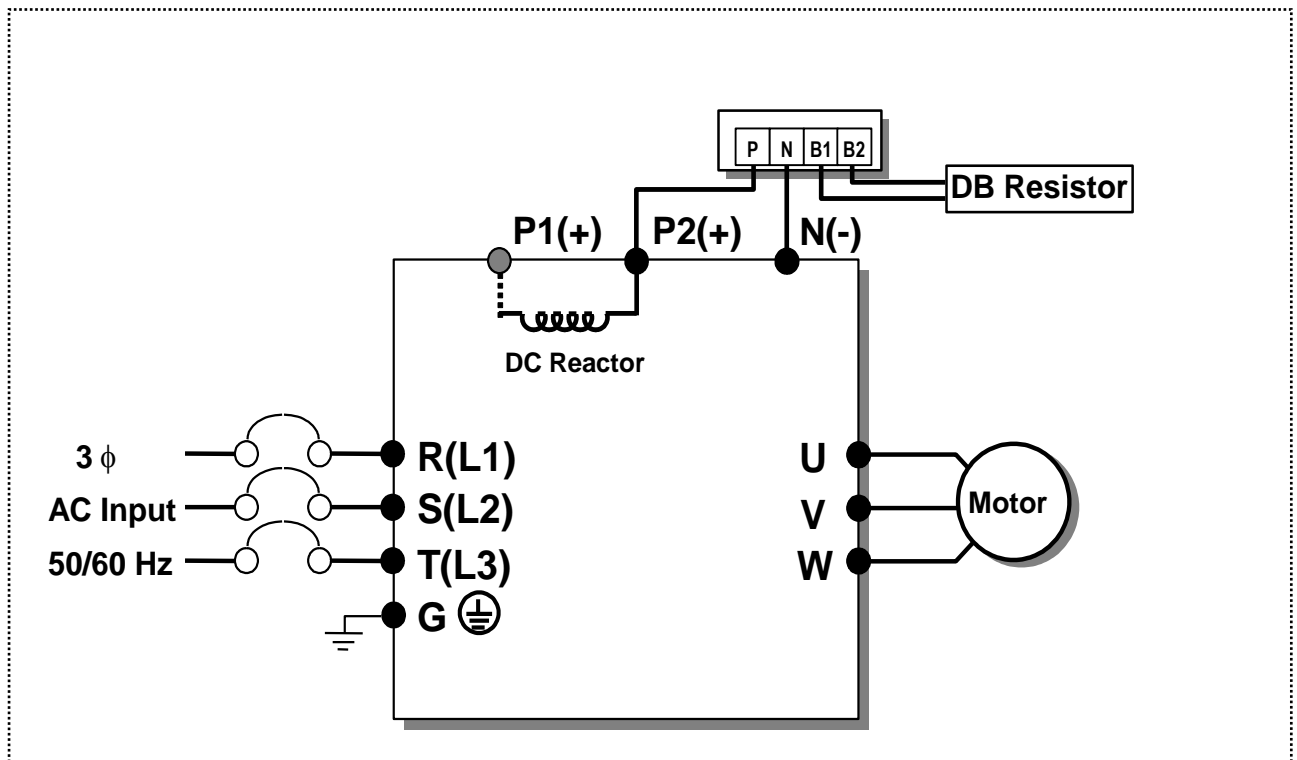 P N B1 B2
DB Resistor
P1(+) P2(+) N(-)
DC Reactor
3 ϕ
R(L1)
U
AC Input
S(L2)
V
Motor
50/60 Hz
T(L3)
W
G